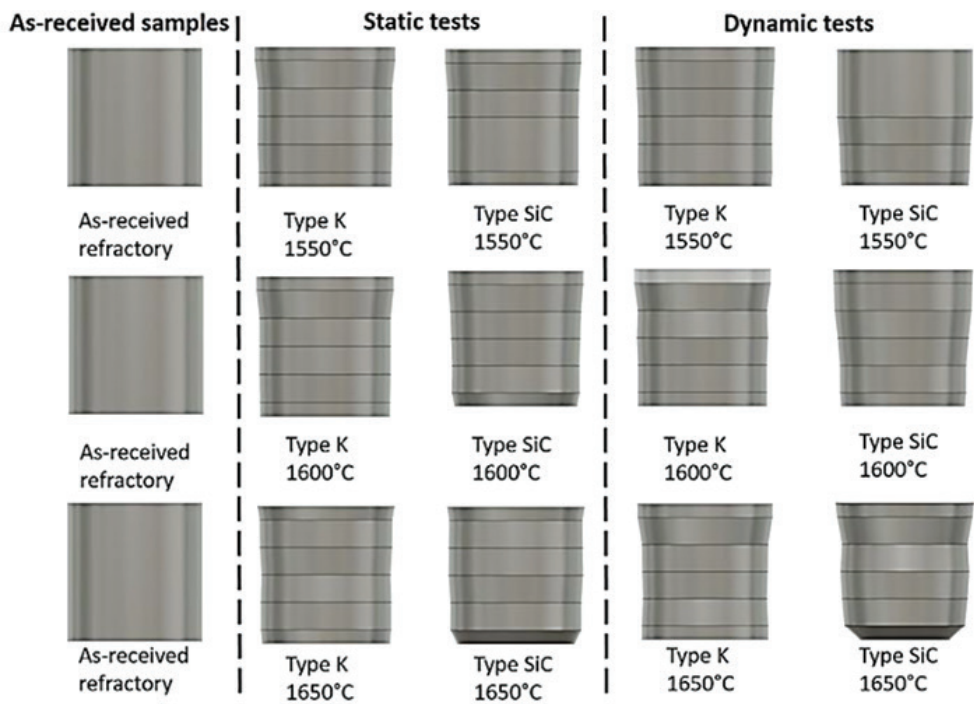 As-received samples
Static tests
Dynamic tests
As-received
refractory
Type K
1550°C
Type SiC
1550°C
Type K
1550°C
Type SiC
1550°C
As-received
refractory
Type K
1600°C
Type SiC
1600°C
Type K
1600°C
Type SiC
1600°C
As-received
refractory
Type K
1650°C
Type SiC
1650°C
Type K
1650°C
Type SiC
1650°C